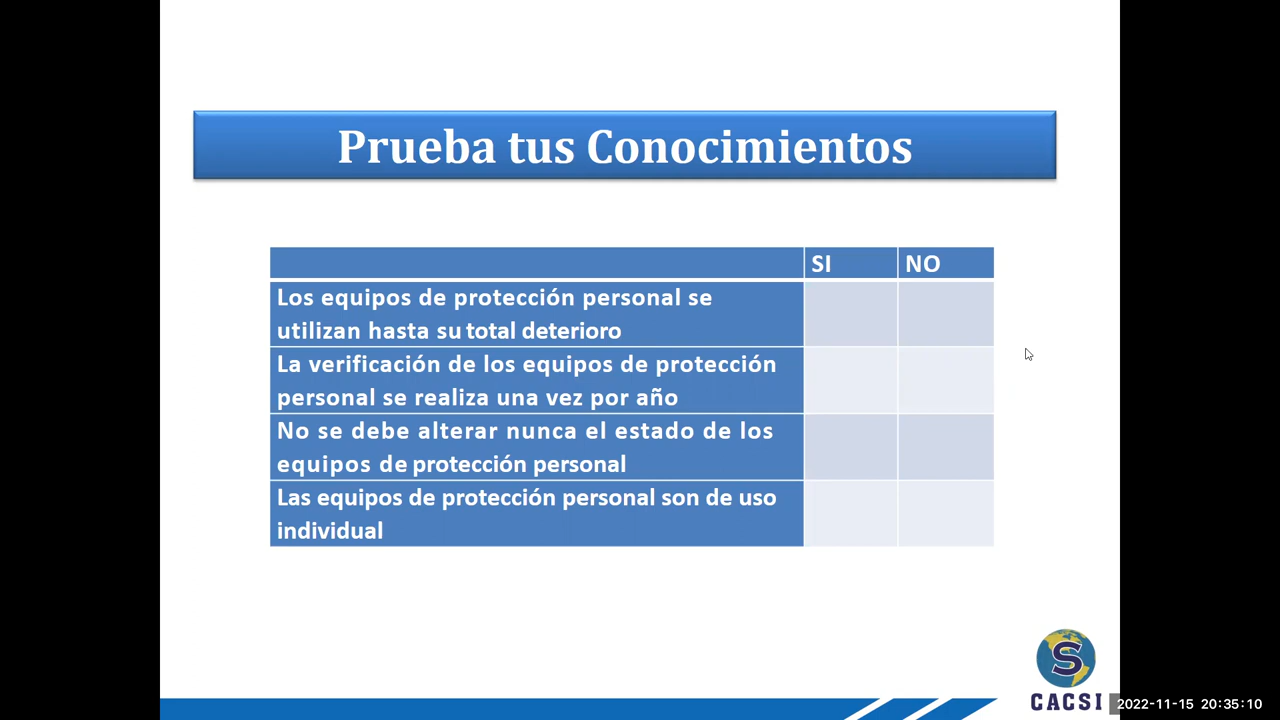 Prueba tus Conocimientos
SI NO
Los equipos de protección personal se
utilizan hasta su total deterioro
La verificación de los equipos de protección
personal se realiza una vez por año
No se debe alterar nunca el estado de los
equipos de protección personal
Las equipos de protección personal son de uso
individual
S
CACSI
2022-11-15 20:35:10